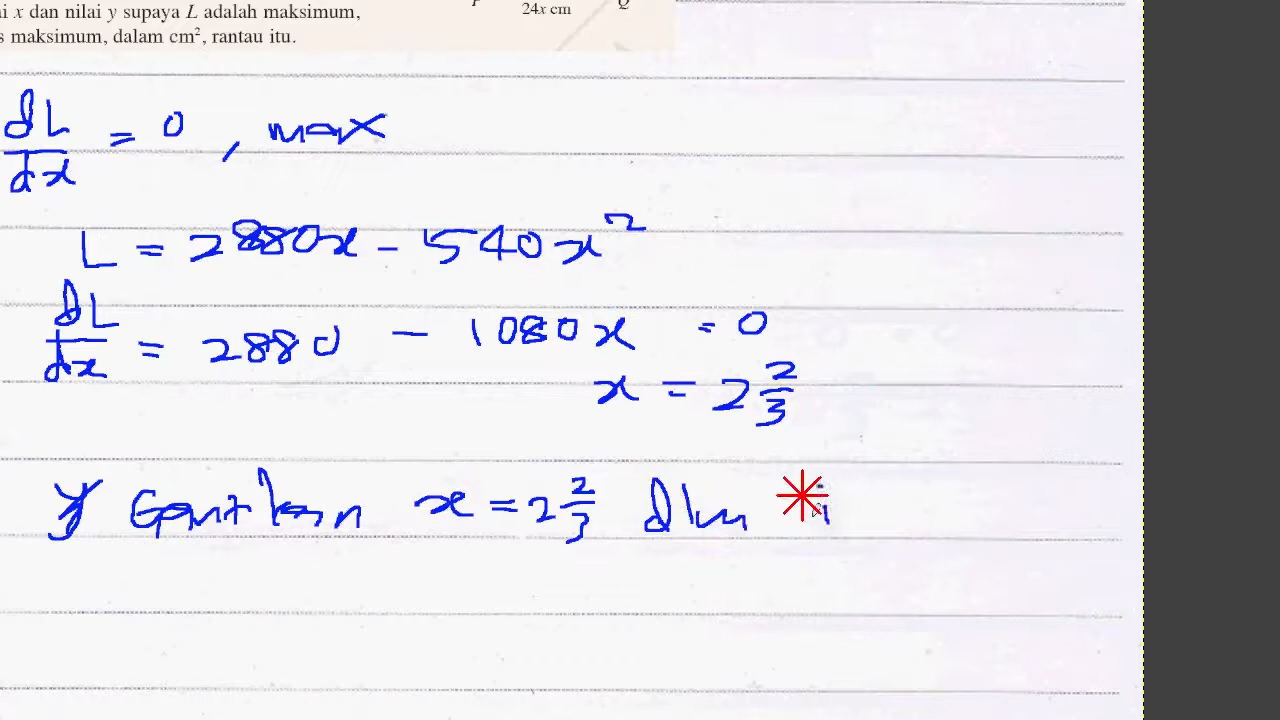 i x dan nilai y supaya L adalah maksimum,
s maksimum, dalam cm², rantau itu.
24x cm
Q
dL/dx = 0 , max
L = 2880x - 540x²
dL/dx = 2880 - 1080x = 0
x = 2 2/3
y Gantikan x = 2 2/3 dlm